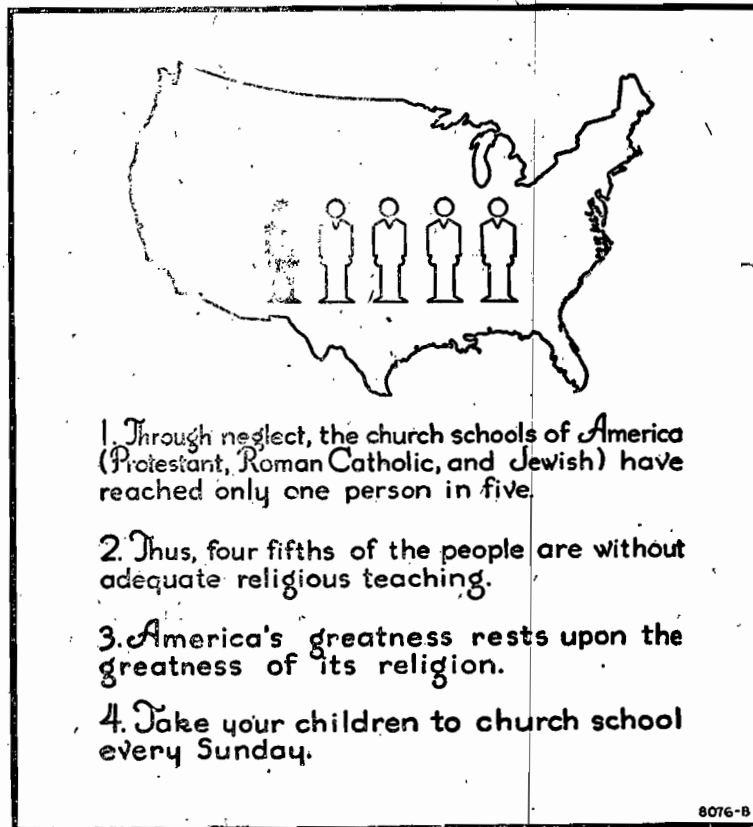 1. Through neglect, the church schools of America
(Protestant, Roman Catholic, and Jewish) have
reached only one person in five.
2. Thus, four fifths of the people are without
adequate religious teaching.
3. America's greatness rests upon the
greatness of its religion.
4. Take your children to church school
every Sunday.
8076-B